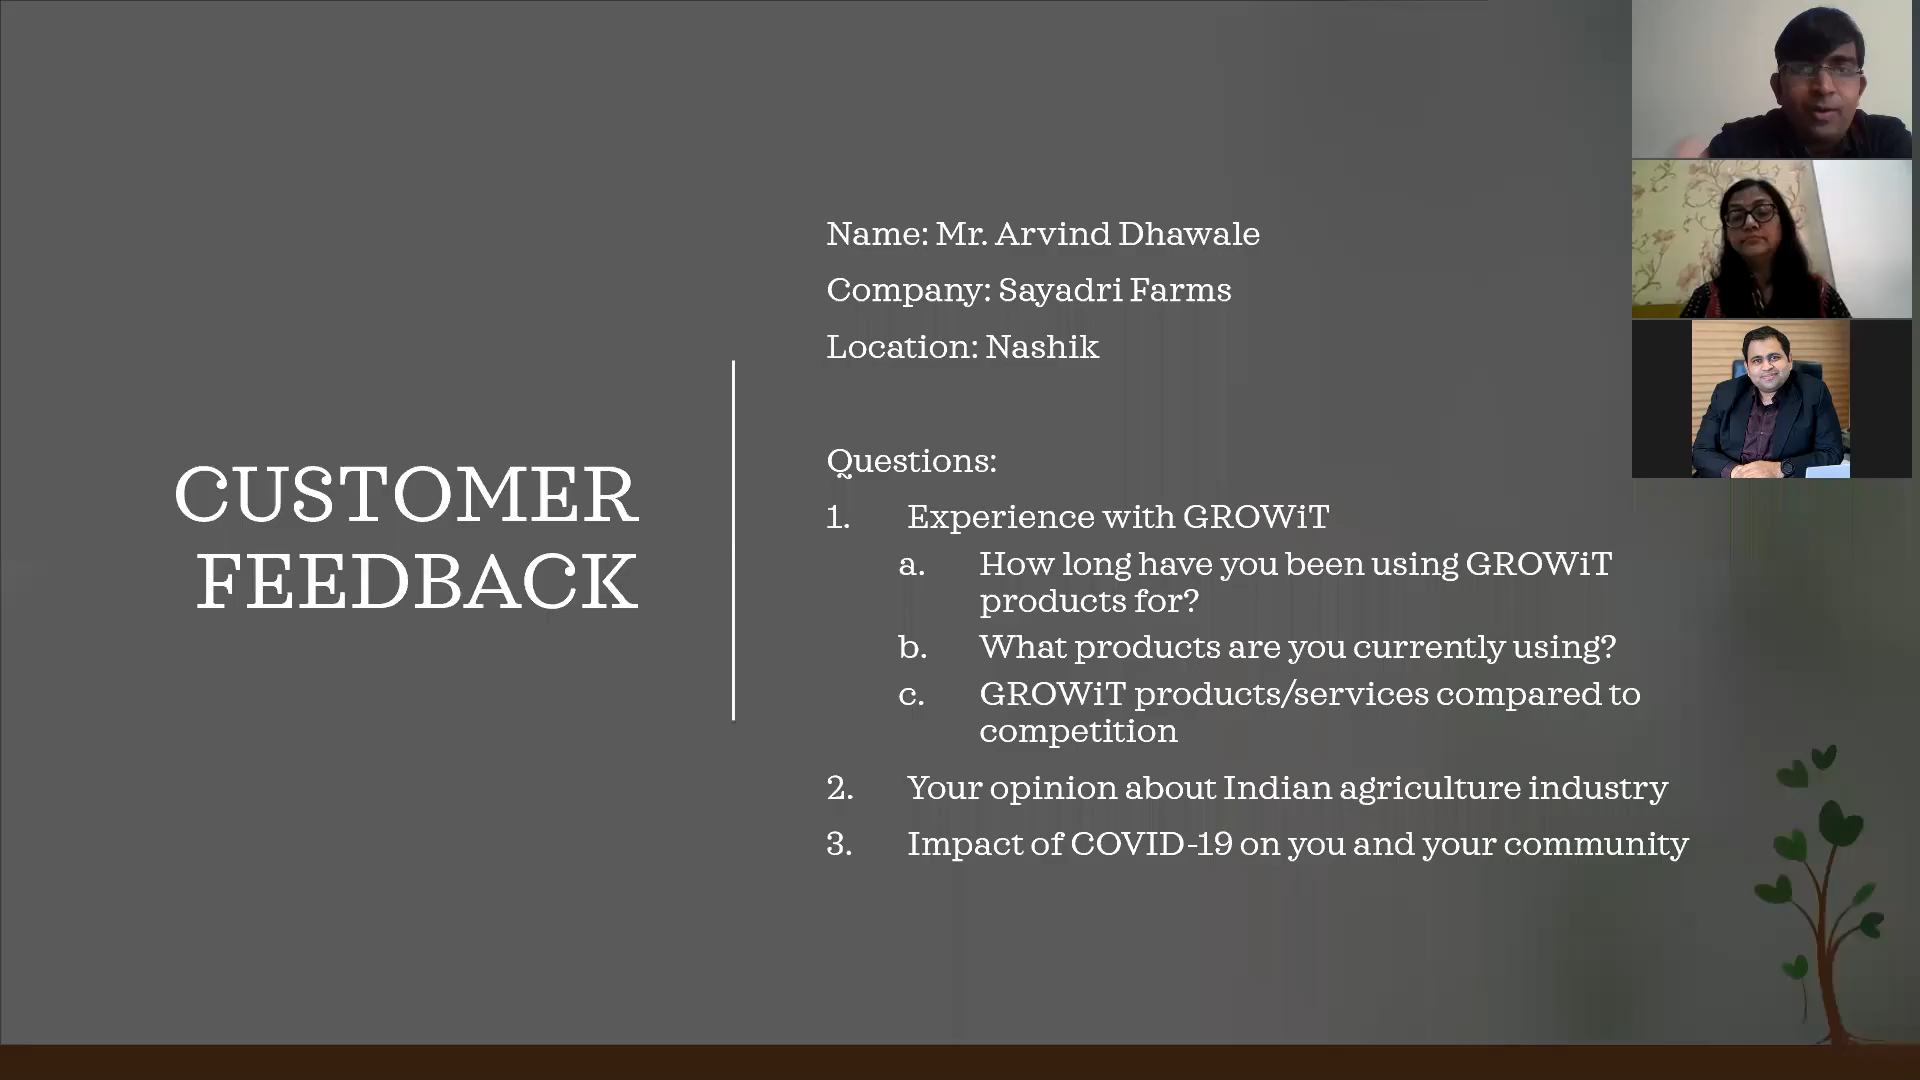 CUSTOMER
FEEDBACK
Name: Mr. Arvind Dhawale
Company: Sayadri Farms
Location: Nashik
Questions:
1. Experience with GROWiT
a. How long have you been using GROWiT
products for?
b. What products are you currently using?
c. GROWiT products/services compared to
competition
2. Your opinion about Indian agriculture industry
3. Impact of COVID-19 on you and your community